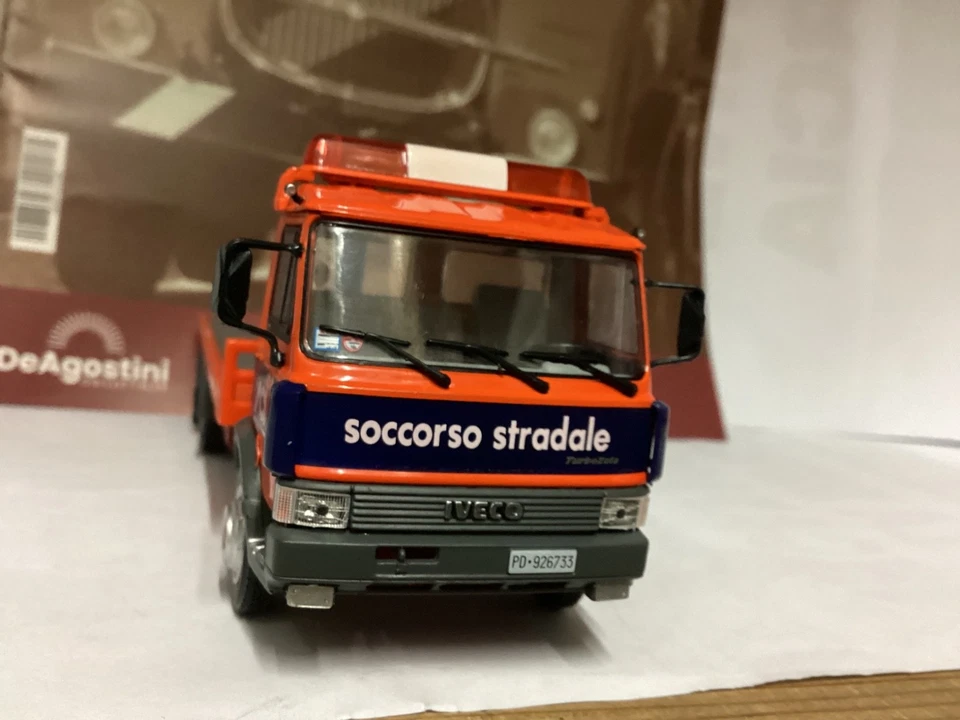 DeAgostini
soccorso stradale
TurboZeta
IVECO
PD·926733